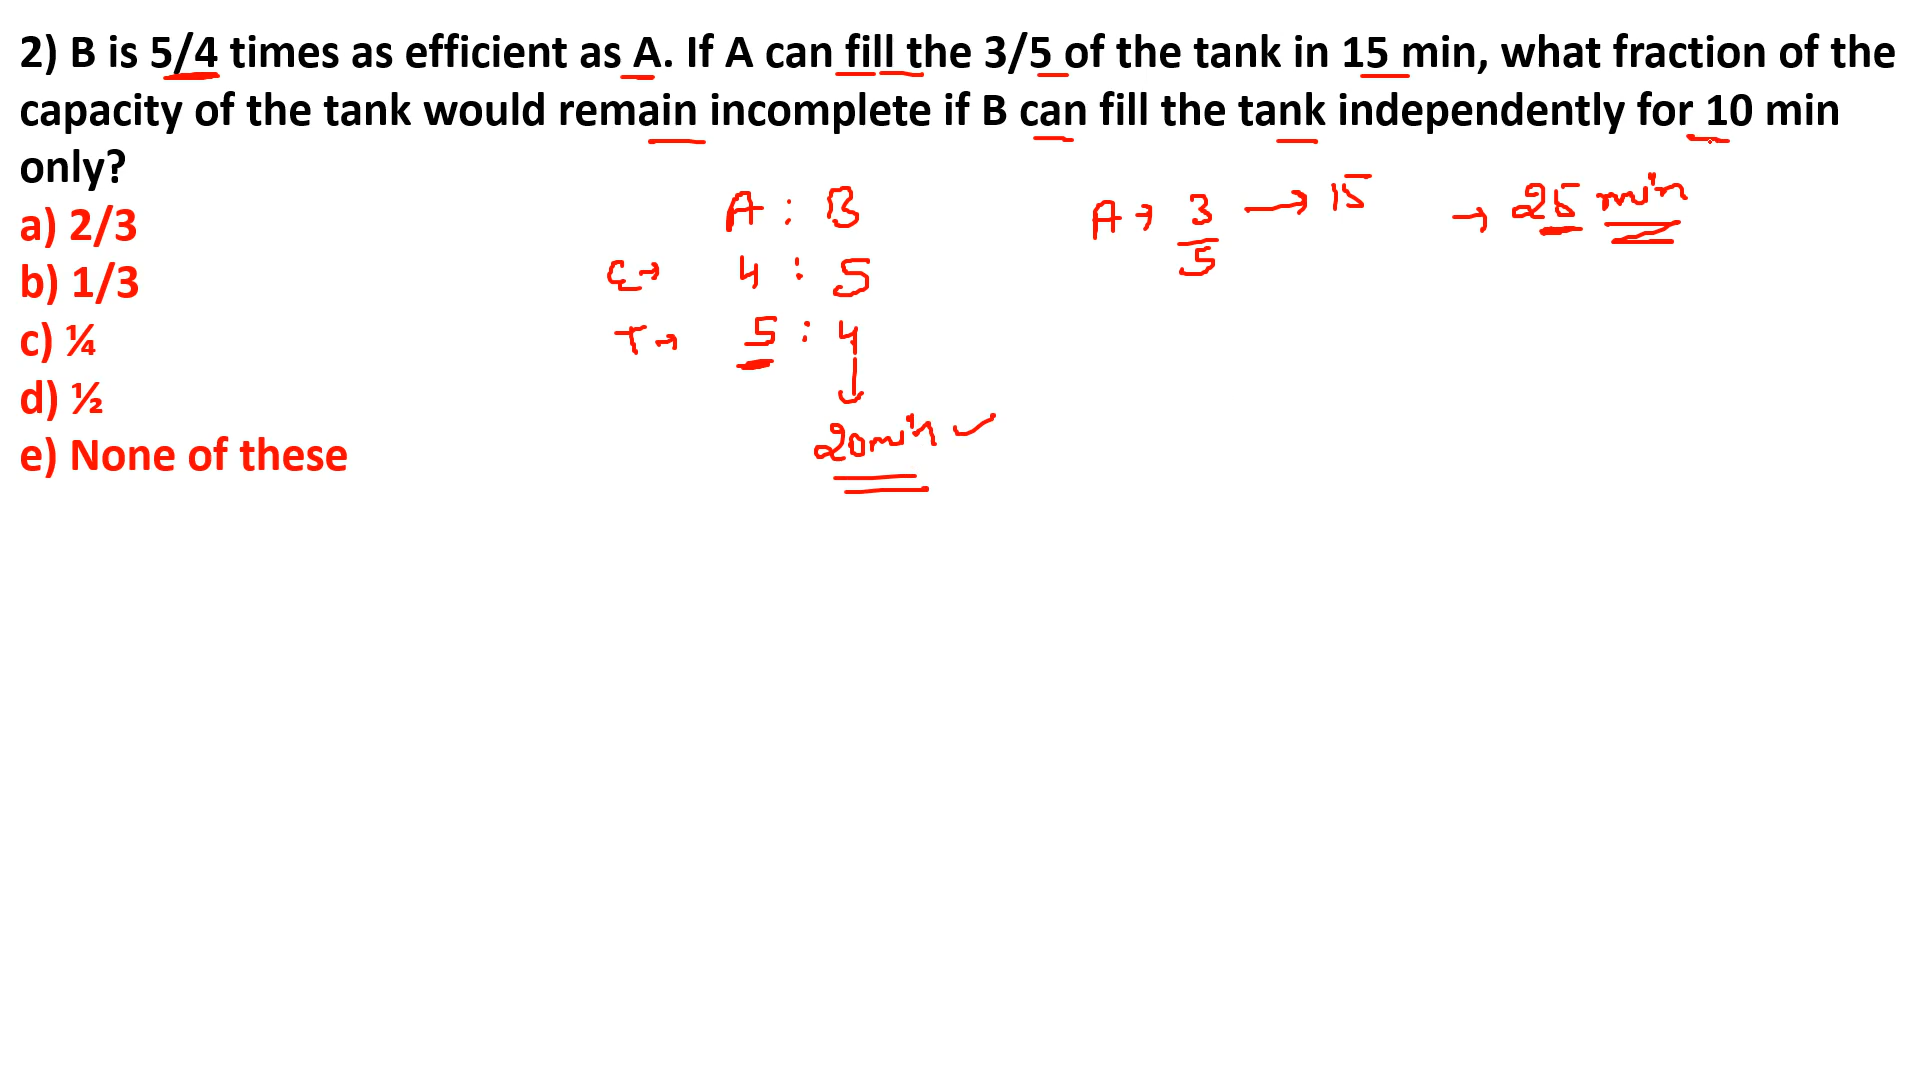 2) B is 5/4 times as efficient as A. If A can fill the 3/5 of the tank in 15 min, what fraction of the
capacity of the tank would remain incomplete if B can fill the tank independently for 10 min
only?
a) 2/3
b) 1/3
c) ¼
d) ½
e) None of these
A : B
E → 4 : 5
T → 5 : 4
20 min ✓
A → 3/5 → 15 → 25 min